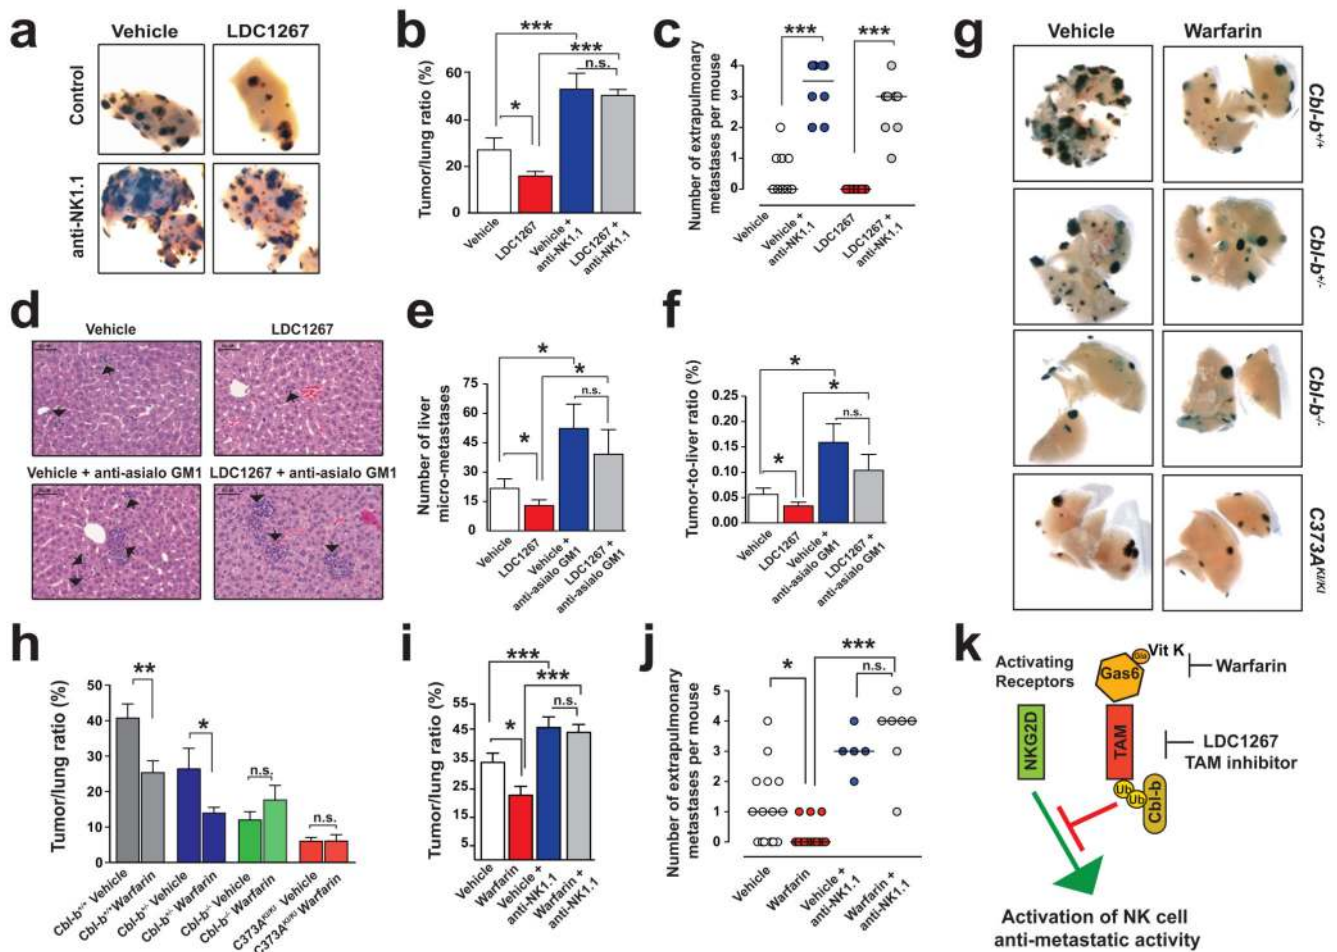 a
Vehicle
LDC1267
Control
anti-NK1.1
b
Tumor/lung ratio (%)
60
40
20
0
***
***
n.s.
*
Vehicle
LDC1267
Vehicle +
anti-NK1.1
LDC1267 +
anti-NK1.1
c
Number of extrapulmonary
metastases per mouse
4
3
2
1
0
***
***
Vehicle
Vehicle +
anti-NK1.1
LDC1267
LDC1267 +
anti-NK1.1
d
Vehicle
LDC1267
Vehicle + anti-asialo GM1
LDC1267 + anti-asialo GM1
e
Number of liver
micro-metastases
75
60
45
30
15
0
*
*
n.s.
*
Vehicle
LDC1267
Vehicle +
anti-asialo GM1
LDC1267 +
anti-asialo GM1
f
Tumor-to-liver ratio (%)
0.25
0.20
0.15
0.10
0.05
0.00
*
*
n.s.
*
Vehicle
LDC1267
Vehicle +
anti-asialo GM1
LDC1267 +
anti-asialo GM1
g
Vehicle
Warfarin
Cbl-b+/+
Cbl-b+/-
Cbl-b-/-
C373AKI/KI
h
Tumor/lung ratio (%)
50
40
30
20
10
0
**
*
n.s.
n.s.
Cbl-b+/+ Vehicle
Cbl-b+/+ Warfarin
Cbl-b+/- Vehicle
Cbl-b+/- Warfarin
Cbl-b-/- Vehicle
Cbl-b-/- Warfarin
C373AKI/KI Vehicle
C373AKI/KI Warfarin
i
Tumor/lung ratio (%)
55
45
35
25
15
5
***
***
n.s.
*
Vehicle
Warfarin
Vehicle +
anti-NK1.1
Warfarin +
anti-NK1.1
j
Number of extrapulmonary
metastases per mouse
5
4
3
2
1
0
*
***
n.s.
Vehicle
Warfarin
Vehicle +
anti-NK1.1
Warfarin +
anti-NK1.1
k
Activating
Receptors
Gla
Vit K
Gas6
Warfarin
NKG2D
TAM
LDC1267
TAM inhibitor
Ub
Ub
Cbl-b
Activation of NK cell
anti-metastatic activity